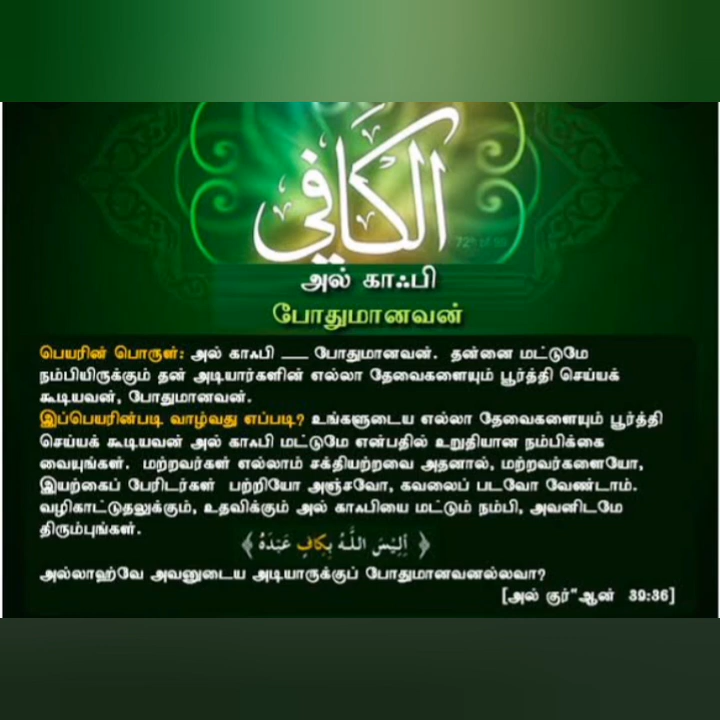 الكافي
72nd of 99
அல் காஃபி
போதுமானவன்
பெயரின் பொருள்: அல் காஃபி — போதுமானவன். தன்னை மட்டுமே
நம்பியிருக்கும் தன் அடியார்களின் எல்லா தேவைகளையும் பூர்த்தி செய்யக்
கூடியவன், போதுமானவன்.
இப்பெயரின்படி வாழ்வது எப்படி? உங்களுடைய எல்லா தேவைகளையும் பூர்த்தி
செய்யக் கூடியவன் அல் காஃபி மட்டுமே என்பதில் உறுதியான நம்பிக்கை
வையுங்கள். மற்றவர்கள் எல்லாம் சக்தியற்றவை அதனால், மற்றவர்களையோ,
இயற்கைப் பேரிடர்கள் பற்றியோ அஞ்சவோ, கவலைப் படவோ வேண்டாம்.
வழிகாட்டுதலுக்கும், உதவிக்கும் அல் காஃபியை மட்டும் நம்பி, அவனிடமே
திரும்புங்கள்.
﴿ أَلَيْسَ اللَّهُ بِكَافٍ عَبْدَهُ ﴾
அல்லாஹ்வே அவனுடைய அடியாருக்குப் போதுமானவனல்லவா?
[அல் குர்"ஆன் 39:36]